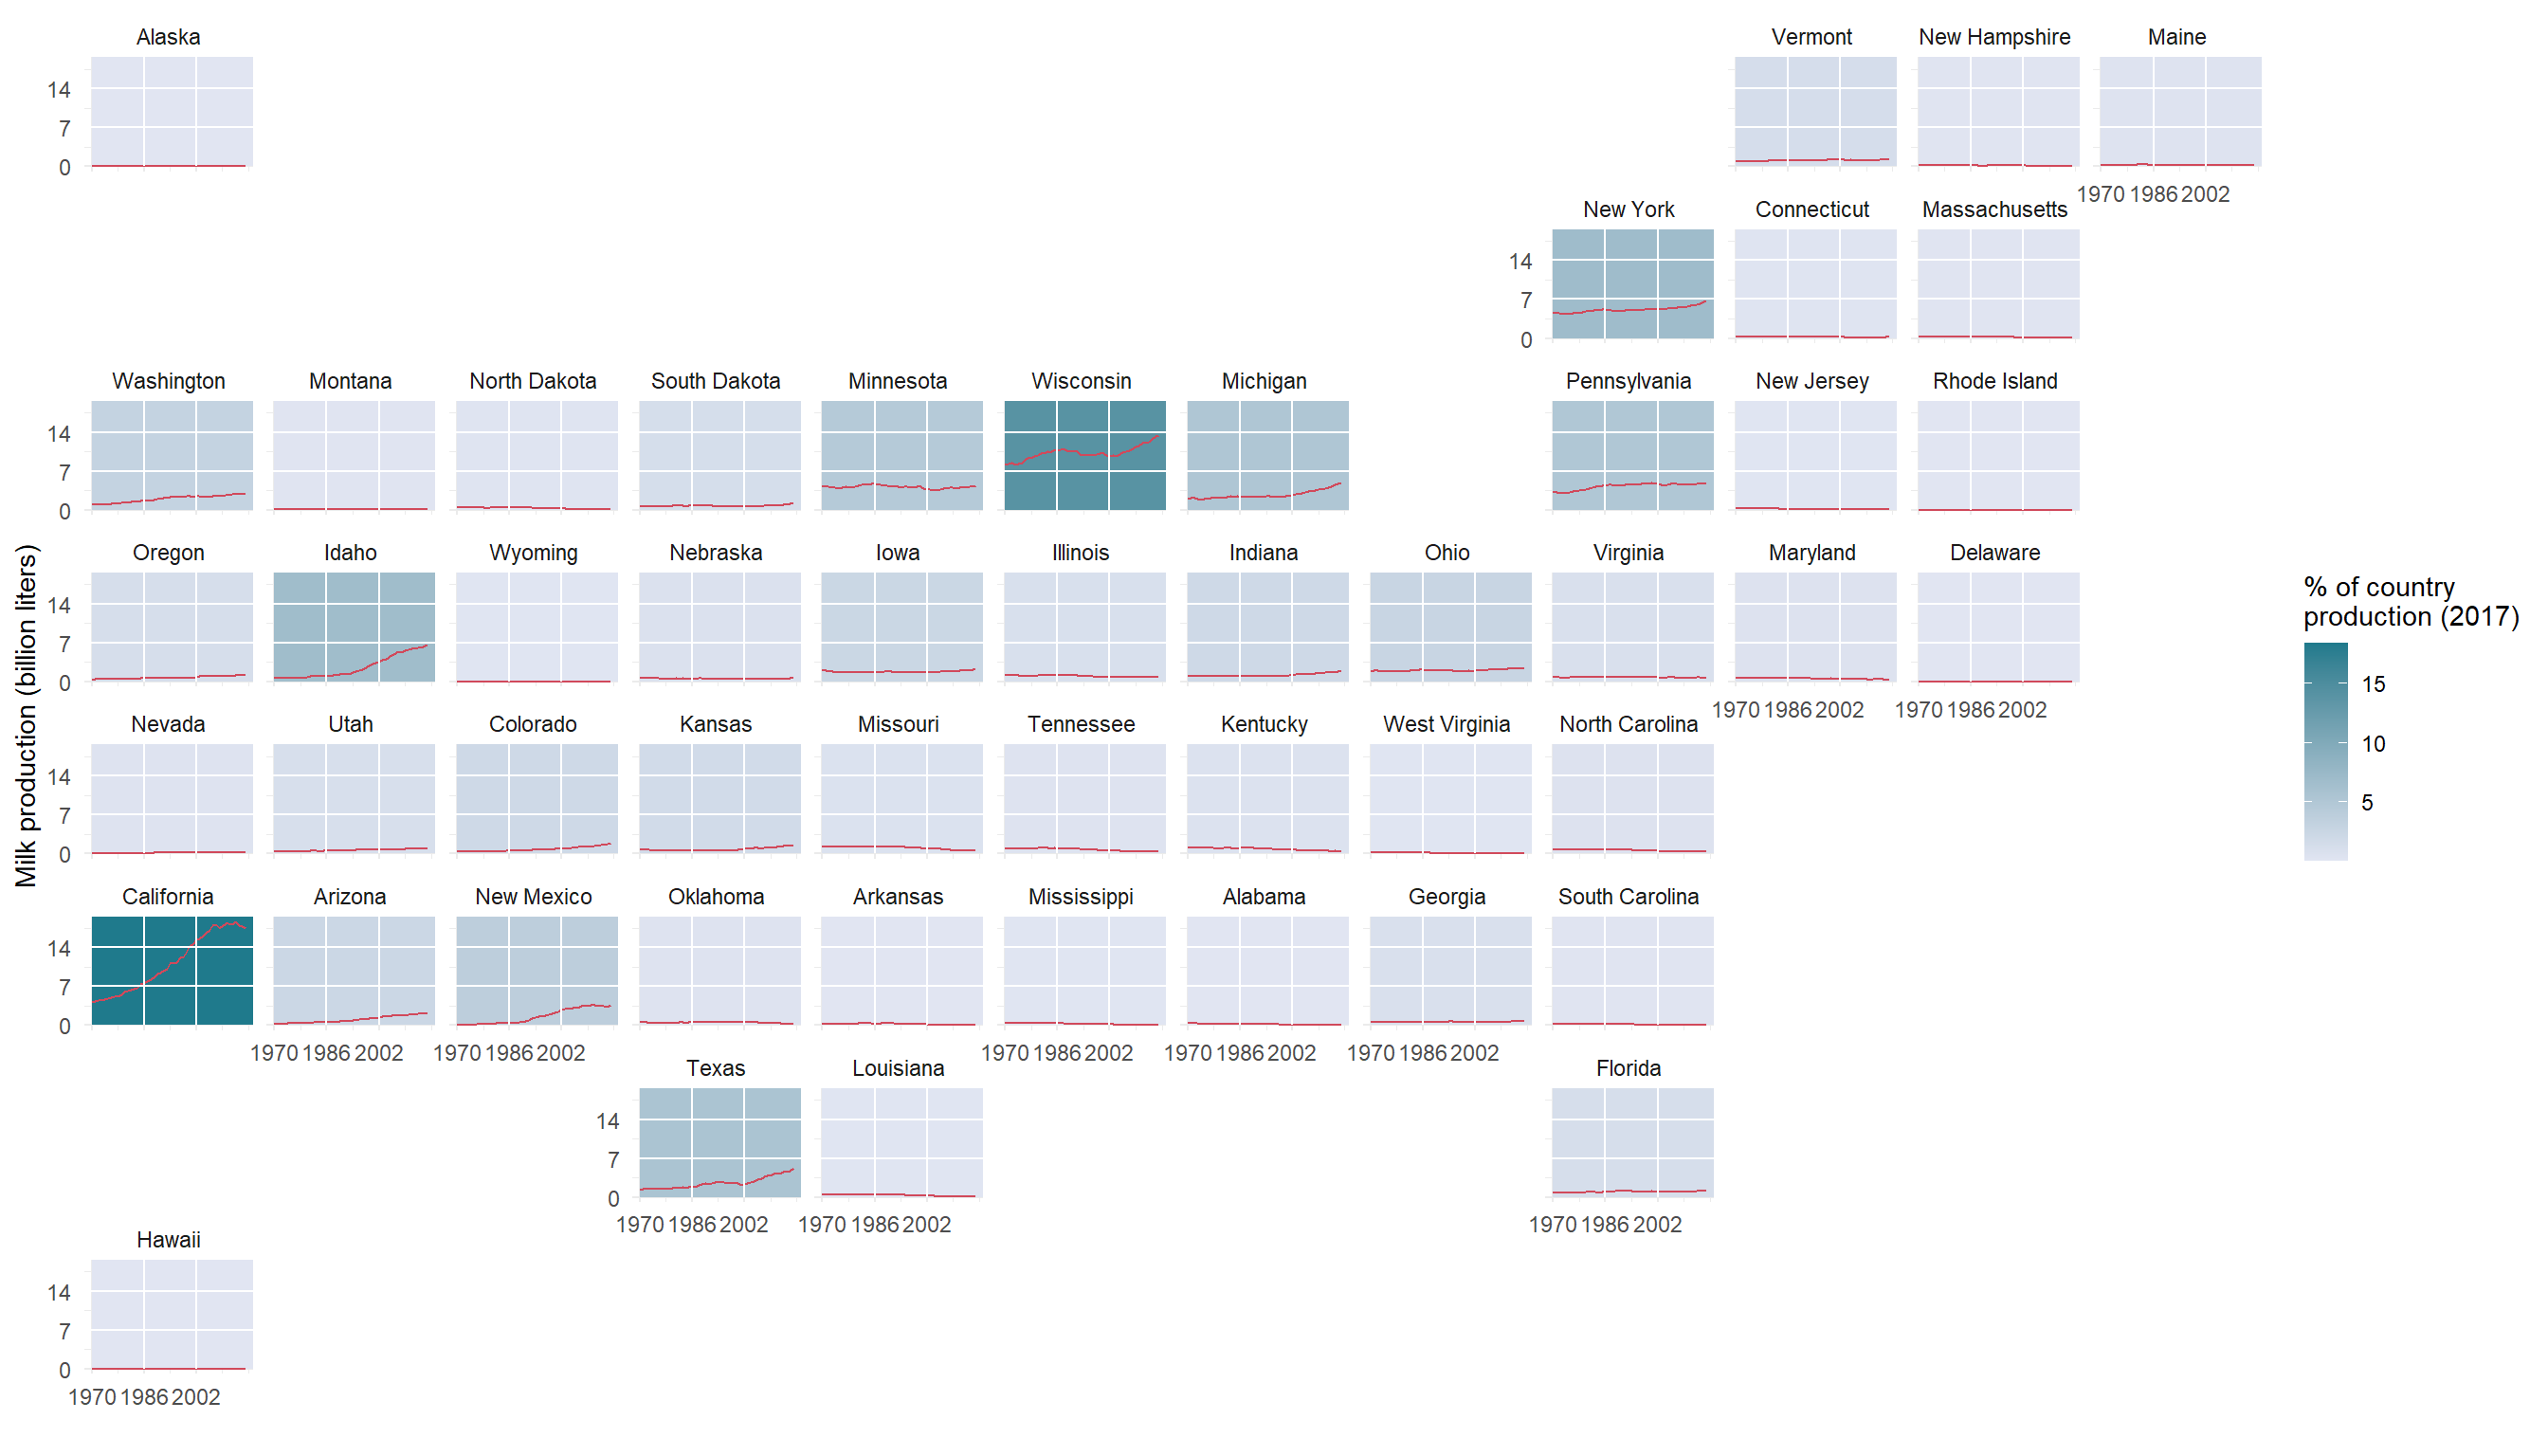 Alaska
Vermont
New Hampshire
Maine
14
7
0
1970 1986 2002
New York
Connecticut
Massachusetts
14
7
0
Washington
Montana
North Dakota
South Dakota
Minnesota
Wisconsin
Michigan
Pennsylvania
New Jersey
Rhode Island
14
7
0
Oregon
Idaho
Wyoming
Nebraska
Iowa
Illinois
Indiana
Ohio
Virginia
Maryland
Delaware
14
7
0
1970 1986 2002
1970 1986 2002
Nevada
Utah
Colorado
Kansas
Missouri
Tennessee
Kentucky
West Virginia
North Carolina
14
7
0
California
Arizona
New Mexico
Oklahoma
Arkansas
Mississippi
Alabama
Georgia
South Carolina
14
7
0
1970 1986 2002
1970 1986 2002
1970 1986 2002
1970 1986 2002
1970 1986 2002
Texas
Louisiana
Florida
14
7
0
1970 1986 2002
1970 1986 2002
1970 1986 2002
Hawaii
14
7
0
1970 1986 2002
Milk production (billion liters)
% of country
production (2017)
15
10
5